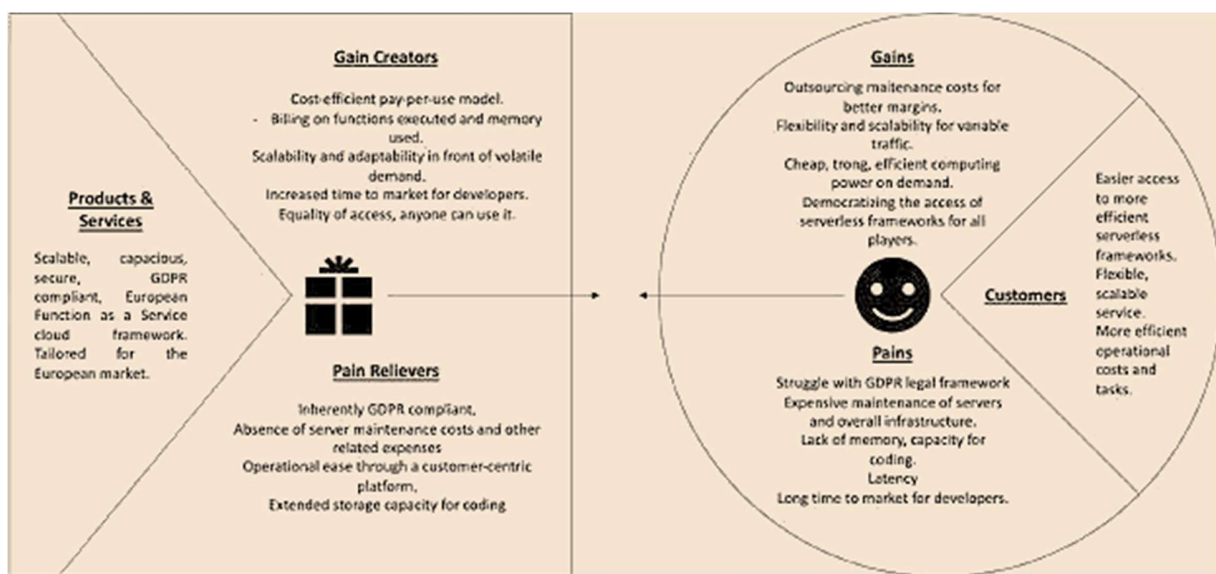 Products &
Services
Scalable, capacious,
secure, GDPR
compliant, European
Function as a Service
cloud framework.
Tailored for the
European market.
Gain Creators
Cost-efficient pay-per-use model.
- Billing on functions executed and memory
used.
Scalability and adaptability in front of volatile
demand.
Increased time to market for developers.
Equality of access, anyone can use it.
Pain Relievers
Inherently GDPR compliant.
Absence of server maintenance costs and other
related expenses
Operational ease through a customer-centric
platform.
Extended storage capacity for coding
Gains
Outsourcing maitenance costs for
better margins.
Flexibility and scalability for variable
traffic.
Cheap, trong, efficient computing
power on demand.
Democratizing the access of
serverless frameworks for all
players.
Pains
Struggle with GDPR legal framework
Expensive maintenance of servers
and overall infrastructure.
Lack of memory, capacity for
coding.
Latency
Long time to market for developers.
Customers
Easier access
to more
efficient
serverless
frameworks.
Flexible,
scalable
service.
More efficient
operational
costs and
tasks.